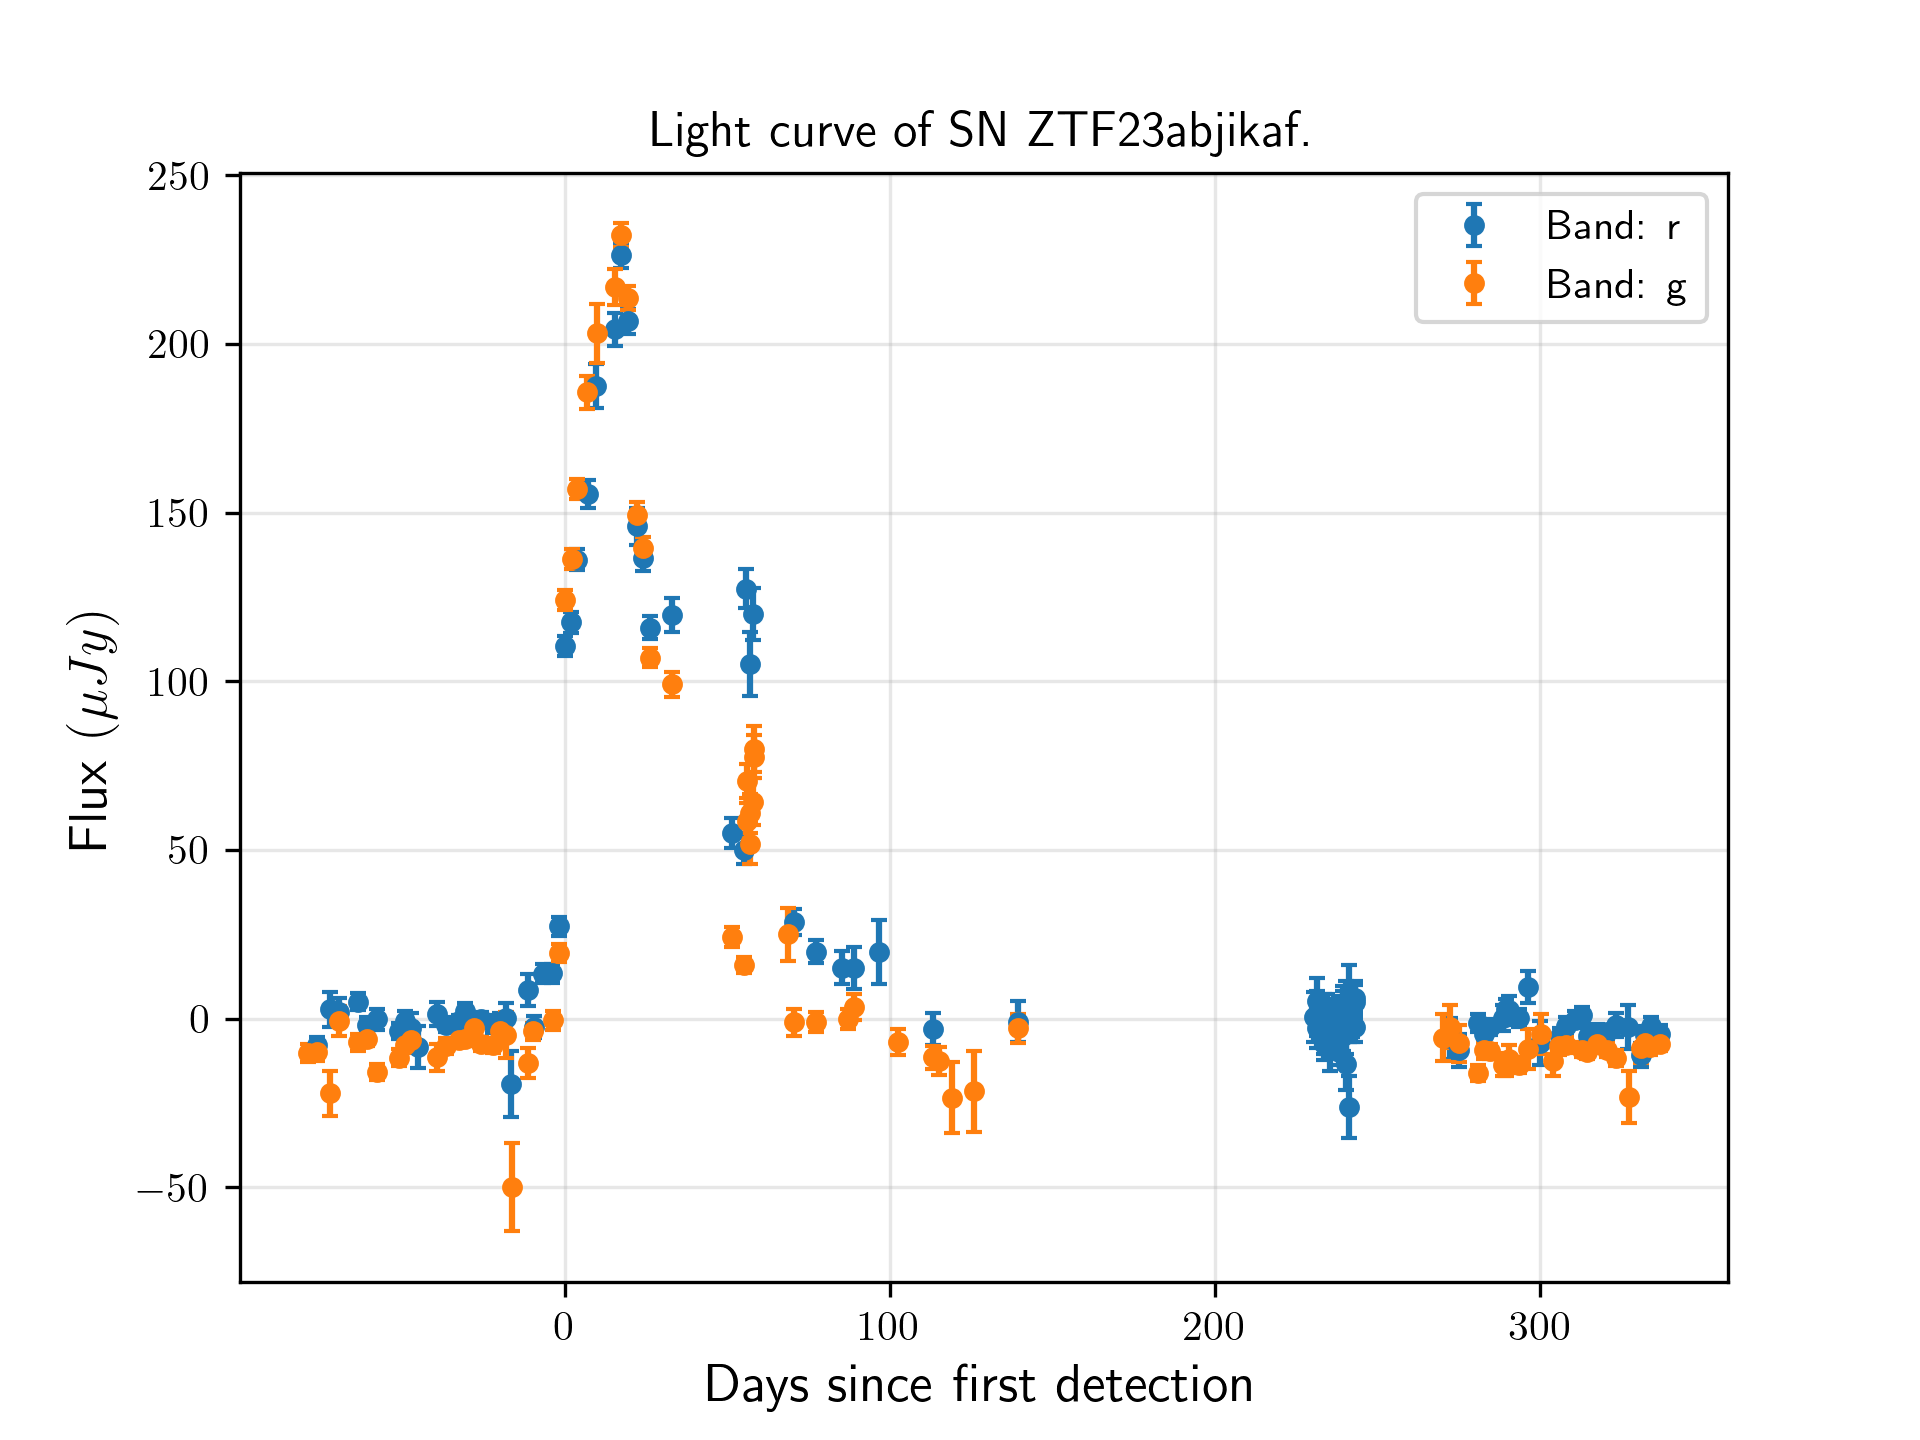 Light curve of SN ZTF23abjikaf.
250
200
150
100
50
0
−50
Flux (μJy)
Band: r
Band: g
0 100 200 300
Days since first detection